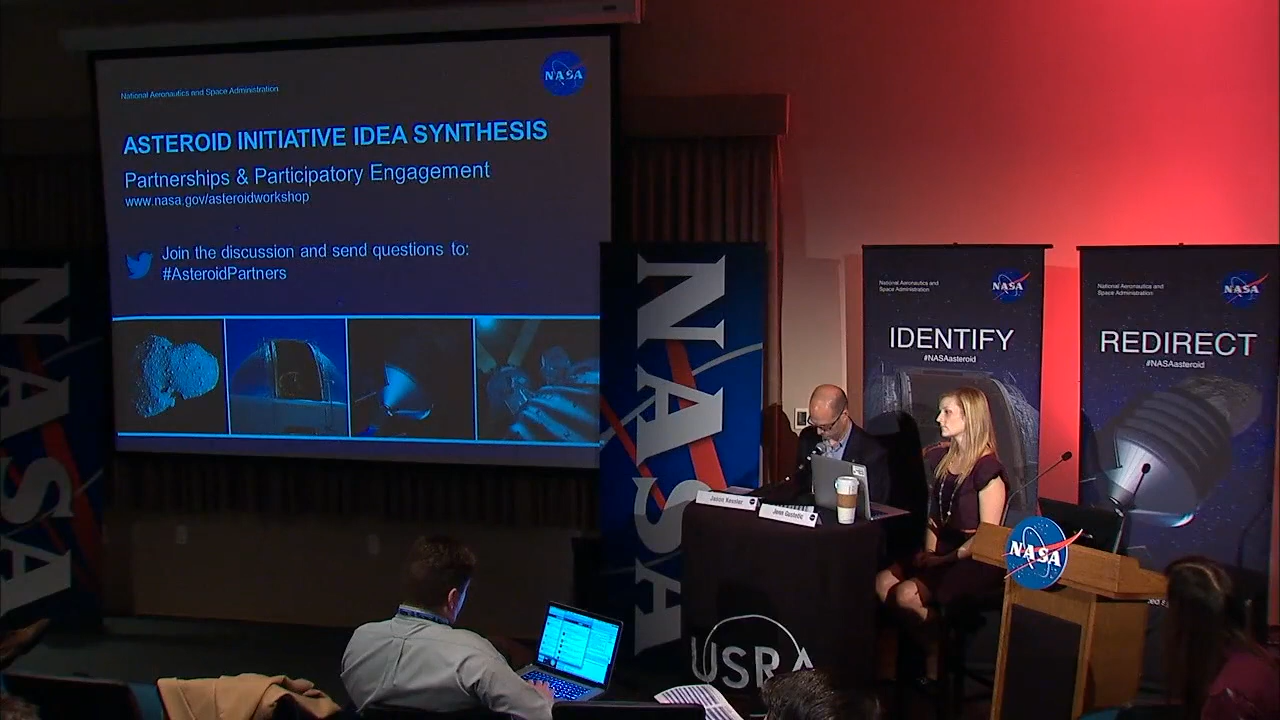 National Aeronautics and Space Administration
NASA
ASTEROID INITIATIVE IDEA SYNTHESIS
Partnerships & Participatory Engagement
www.nasa.gov/asteroidworkshop
Join the discussion and send questions to:
#AsteroidPartners
NASA
NASA
National Aeronautics and
Space Administration
NASA
IDENTIFY
#NASAasteroid
National Aeronautics and
Space Administration
NASA
REDIRECT
#NASAasteroid
Jason Kessler
Jenn Gustetic
NASA
USRA